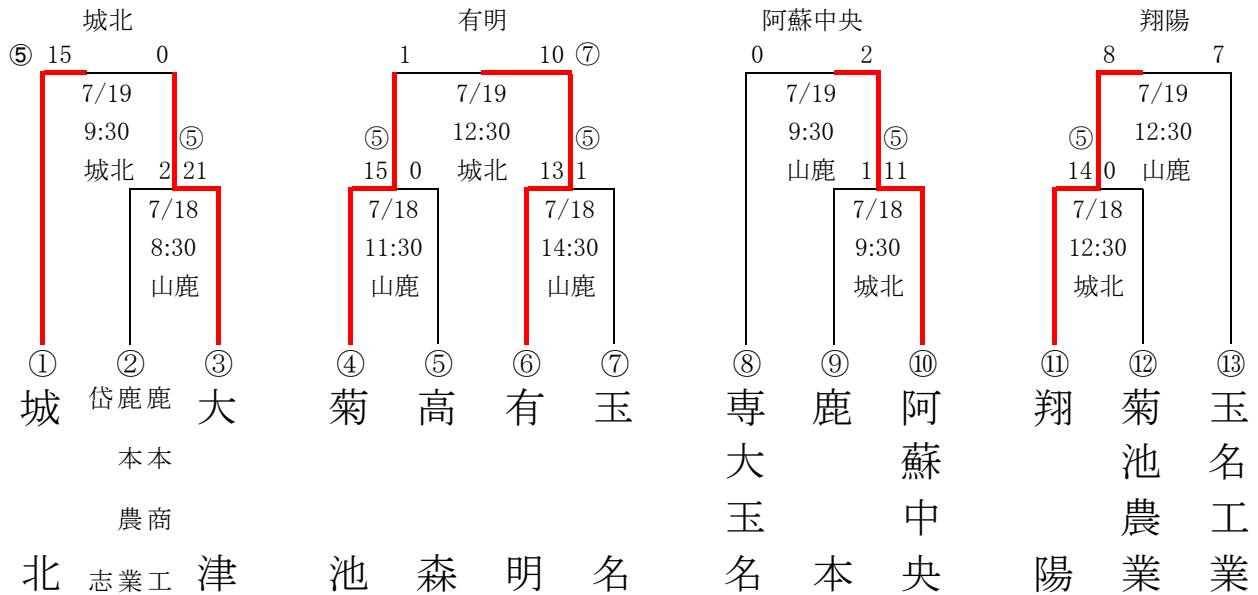 城北 有明 阿蘇中央 翔陽
⑤ 15 0 1 10 ⑦ 0 2 8 7
7/19 7/19 7/19 7/19
9:30 12:30 9:30 12:30
⑤ ⑤ ⑤ ⑤ ⑤
城北 2 21 15 0 城北 13 1 山鹿 1 11 14 0 山鹿
7/18 7/18 7/18 7/18 7/18
8:30 11:30 14:30 9:30 12:30
山鹿 山鹿 山鹿 城北 城北
① ② ③ ④ ⑤ ⑥ ⑦ ⑧ ⑨ ⑩ ⑪ ⑫ ⑬
城北
岱志
鹿本農業
鹿本商工
大津
菊池
高森
有明
玉名
専大玉名
鹿本
阿蘇中央
翔陽
菊池農業
玉名工業